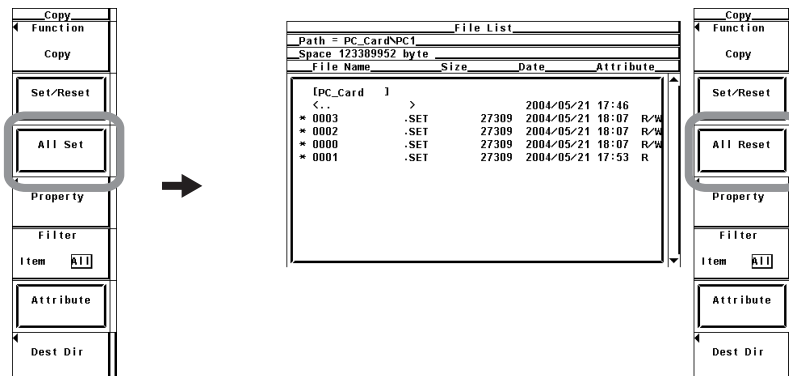 Copy
Function
Copy
Set/Reset
All Set
Property
Filter
Item All
Attribute
Dest Dir
File List
Path = PC_Card\PC1
Space 123389952 byte
File Name Size Date Attribute
[PC_Card ]
<.. > 2004/05/21 17:46
* 0003 .SET 27309 2004/05/21 18:07 R/W
* 0002 .SET 27309 2004/05/21 18:07 R/W
* 0000 .SET 27309 2004/05/21 18:07 R/W
* 0001 .SET 27309 2004/05/21 17:53 R
Copy
Function
Copy
Set/Reset
All Reset
Property
Filter
Item All
Attribute
Dest Dir